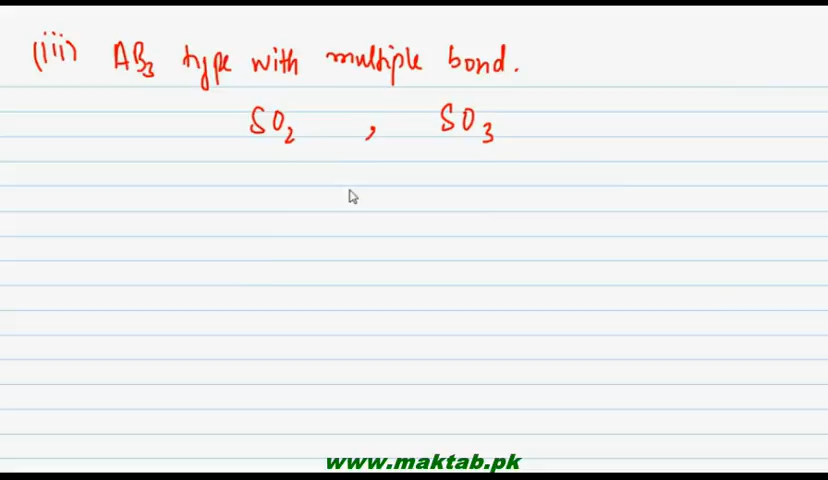 (iii) AB₃ type with multiple bond.
SO₂ , SO₃
www.maktab.pk